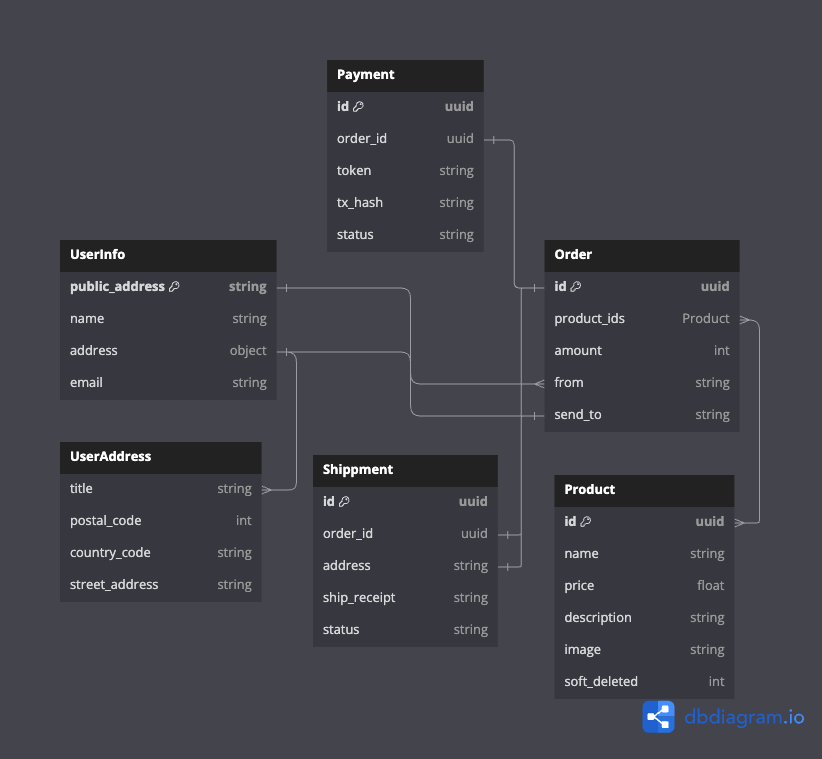 Payment
id uuid
order_id uuid
token string
tx_hash string
status string
UserInfo
public_address string
name string
address object
email string
Order
id uuid
product_ids Product
amount int
from string
send_to string
UserAddress
title string
postal_code int
country_code string
street_address string
Shippment
id uuid
order_id uuid
address string
ship_receipt string
status string
Product
id uuid
name string
price float
description string
image string
soft_deleted int
dbdiagram.io